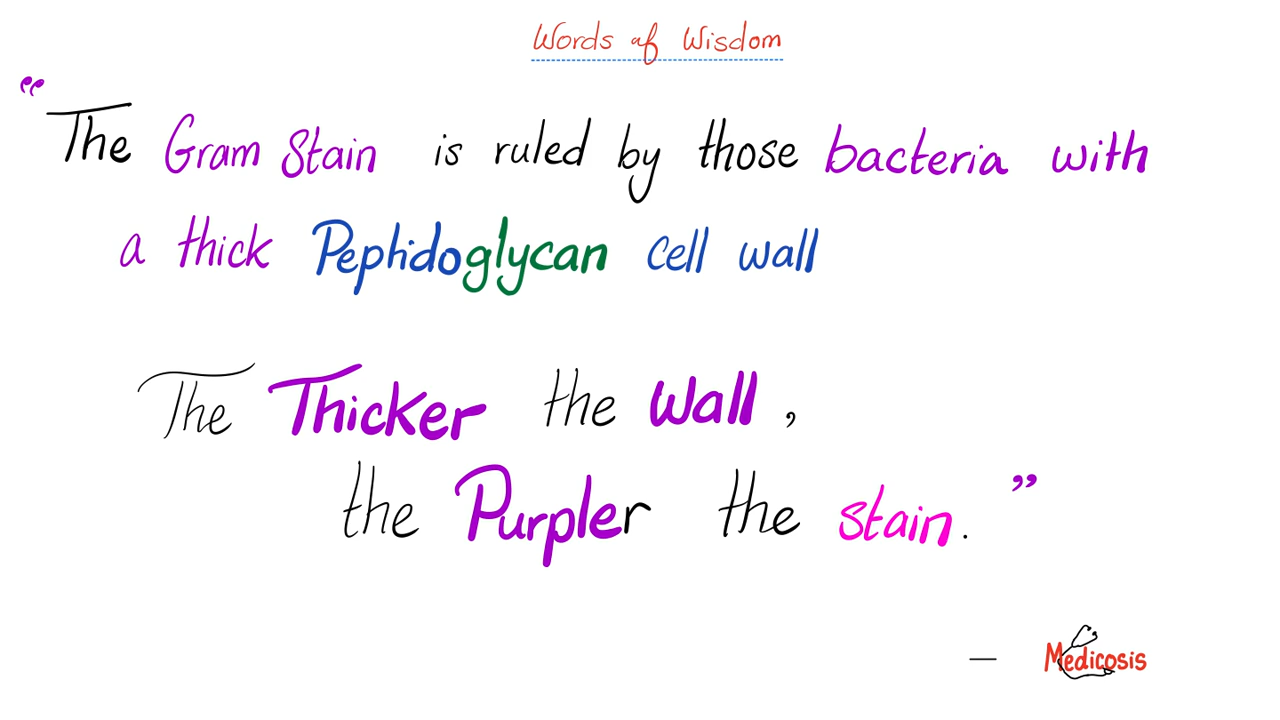 Words of Wisdom
“The Gram Stain is ruled by those bacteria with
a thick Peptidoglycan cell wall
The Thicker the Wall,
the Purpler the stain.”
— Medicosis